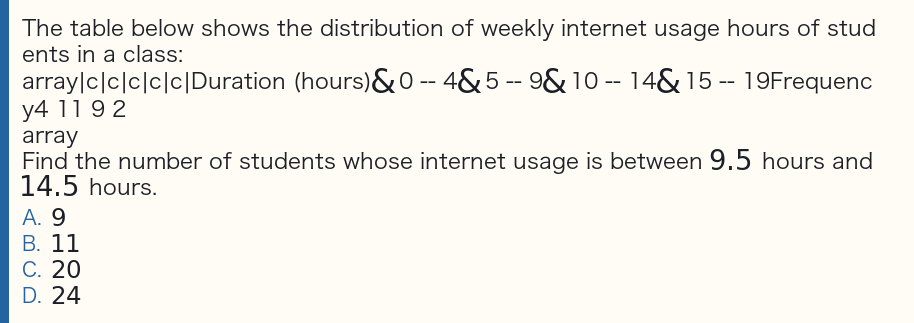 The table below shows the distribution of weekly internet usage hours of stud
ents in a class:
array|c|c|c|c|c|Duration (hours)& 0 -- 4& 5 -- 9& 10 -- 14& 15 -- 19Frequenc
y4 11 9 2
array
Find the number of students whose internet usage is between 9.5 hours and
14.5 hours.
A. 9
B. 11
C. 20
D. 24